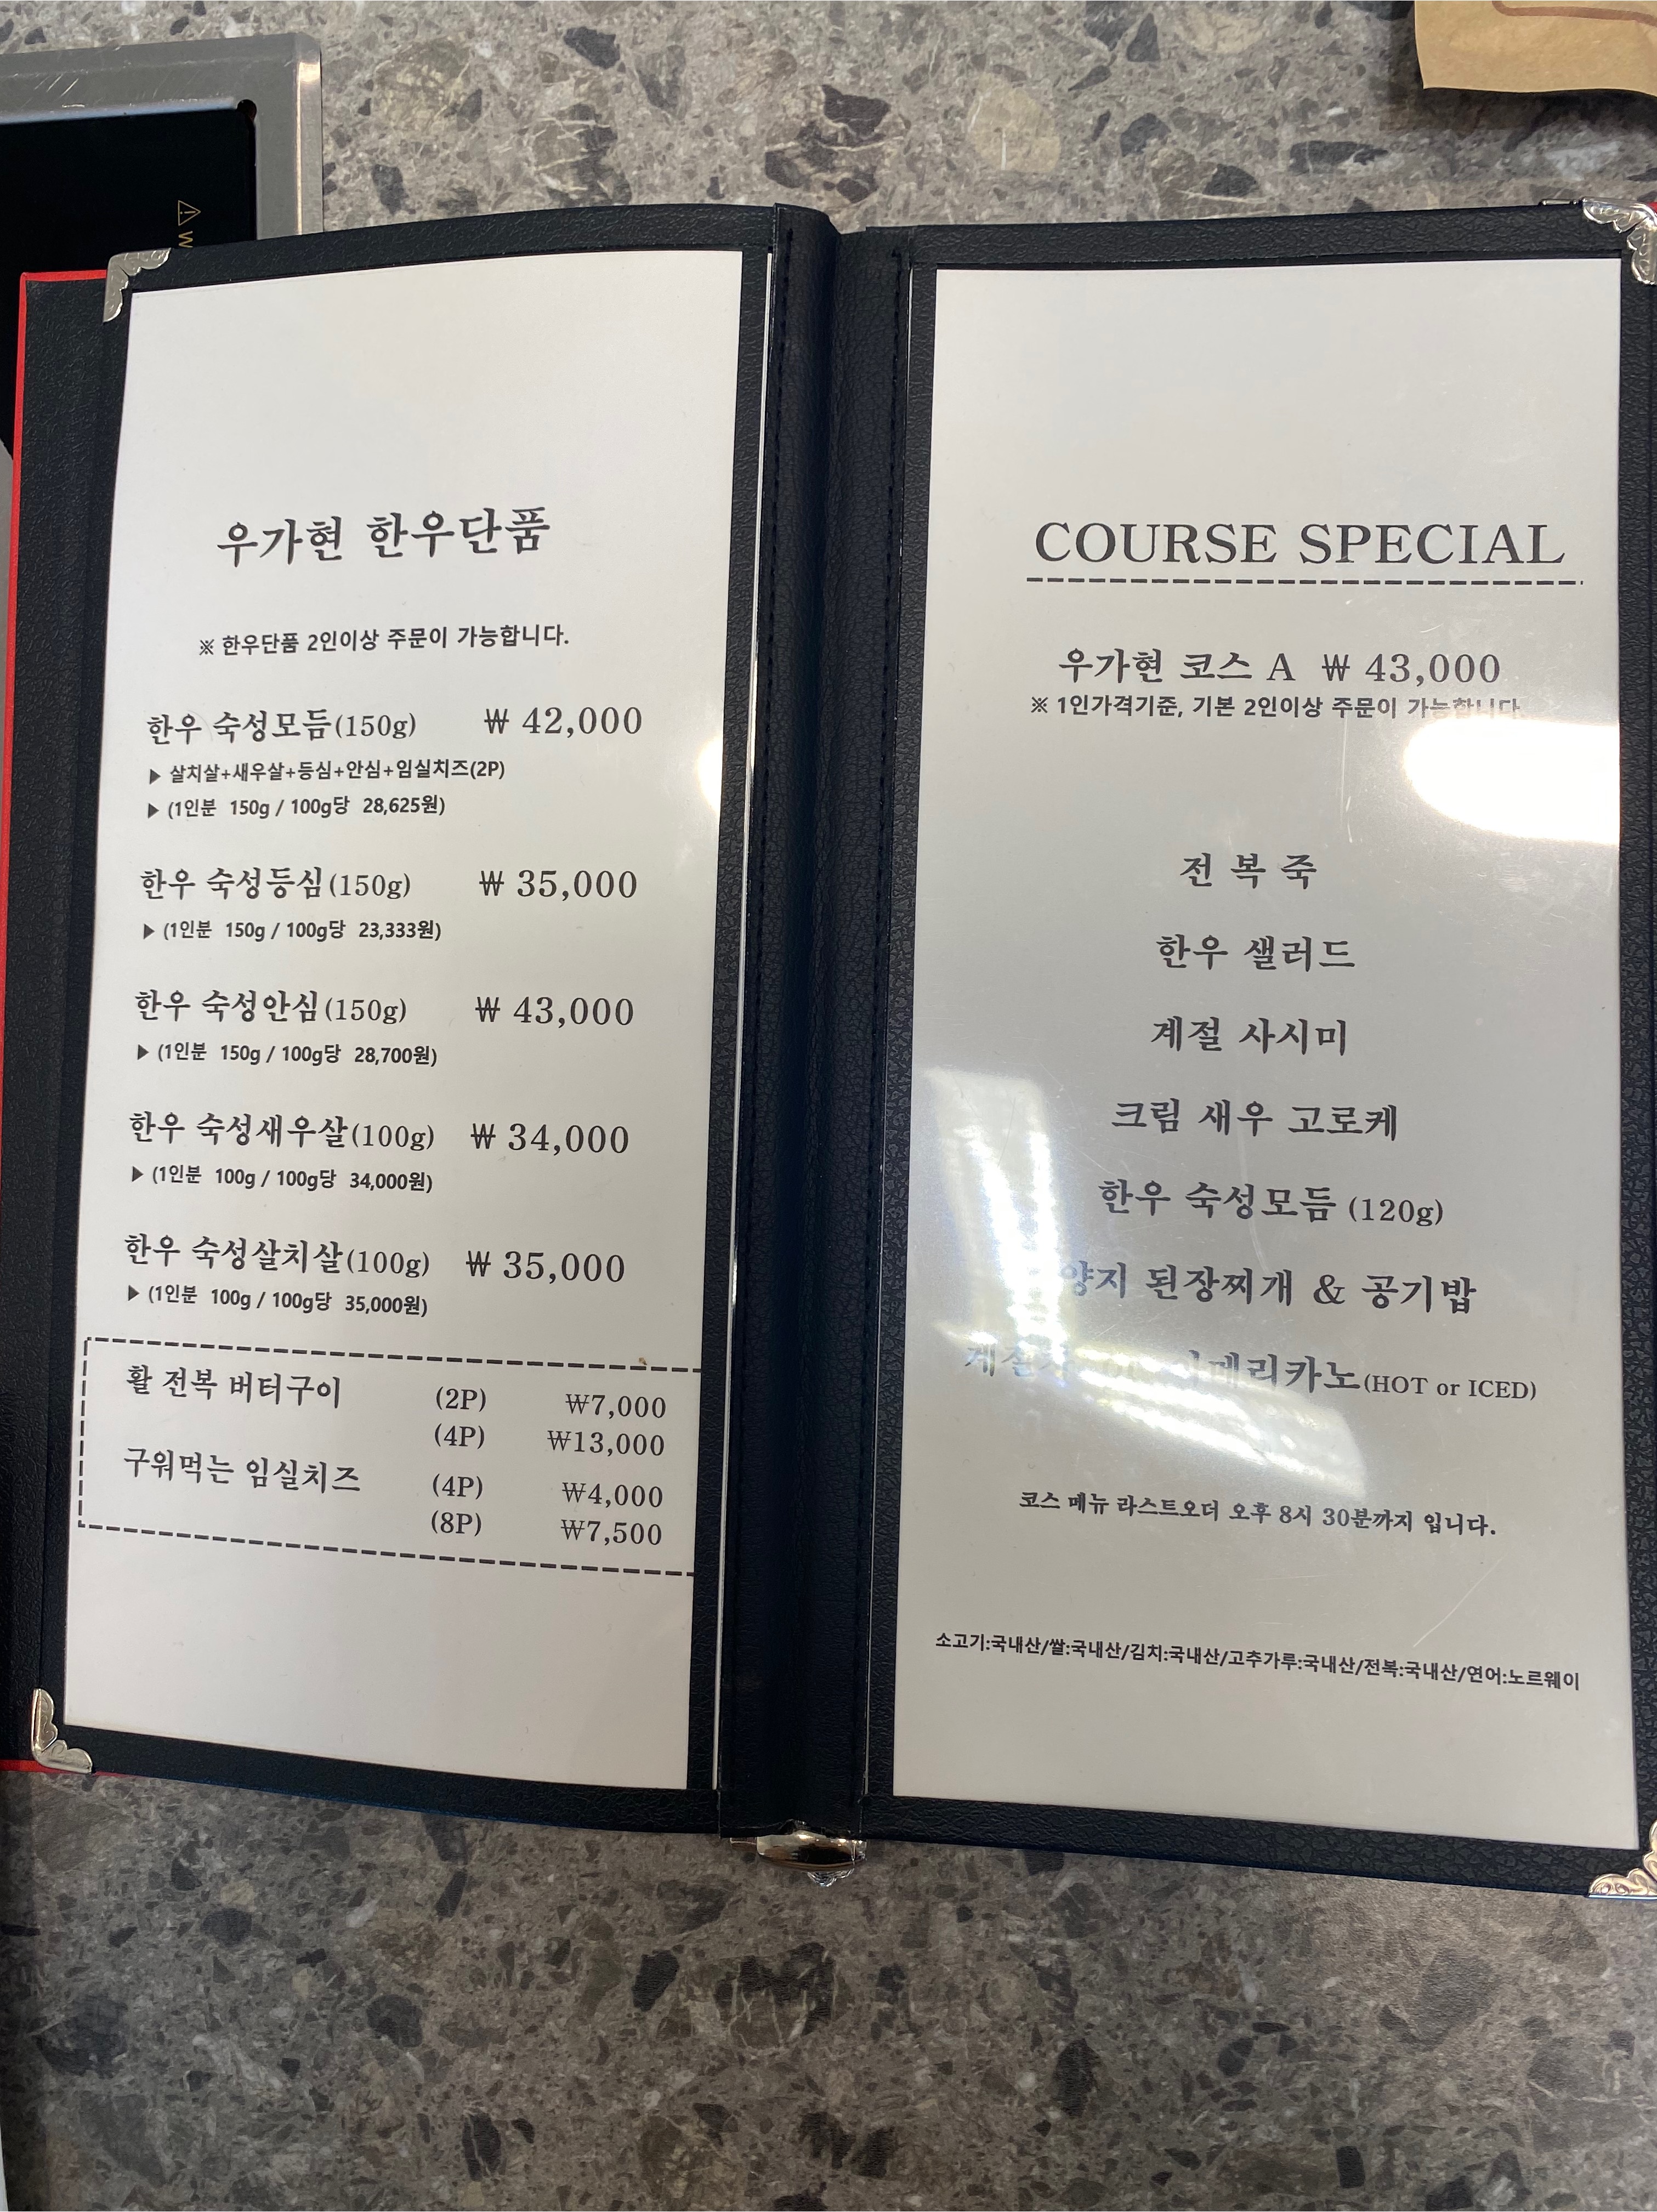 우가현 한우단품
※ 한우단품 2인이상 주문이 가능합니다.
한우 숙성모듬(150g) ₩ 42,000
▶ 살치살+새우살+등심+안심+임실치즈(2P)
▶ (1인분 150g / 100g당 28,625원)
한우 숙성등심(150g) ₩ 35,000
▶ (1인분 150g / 100g당 23,333원)
한우 숙성안심(150g) ₩ 43,000
▶ (1인분 150g / 100g당 28,700원)
한우 숙성새우살(100g) ₩ 34,000
▶ (1인분 100g / 100g당 34,000원)
한우 숙성살치살(100g) ₩ 35,000
▶ (1인분 100g / 100g당 35,000원)
활 전복 버터구이 (2P) ₩7,000
(4P) ₩13,000
구워먹는 임실치즈 (4P) ₩4,000
(8P) ₩7,500
COURSE SPECIAL
우가현 코스 A ₩ 43,000
※ 1인가격기준, 기본 2인이상 주문이 가능합니다.
전 복 죽
한우 샐러드
계절 사시미
크림 새우 고로케
한우 숙성모듬 (120g)
된장찌개 & 공기밥
아메리카노(HOT or ICED)
코스 메뉴 라스트오더 오후 8시 30분까지 입니다.
소고기:국내산/쌀:국내산/김치:국내산/고추가루:국내산/전복:국내산/연어:노르웨이